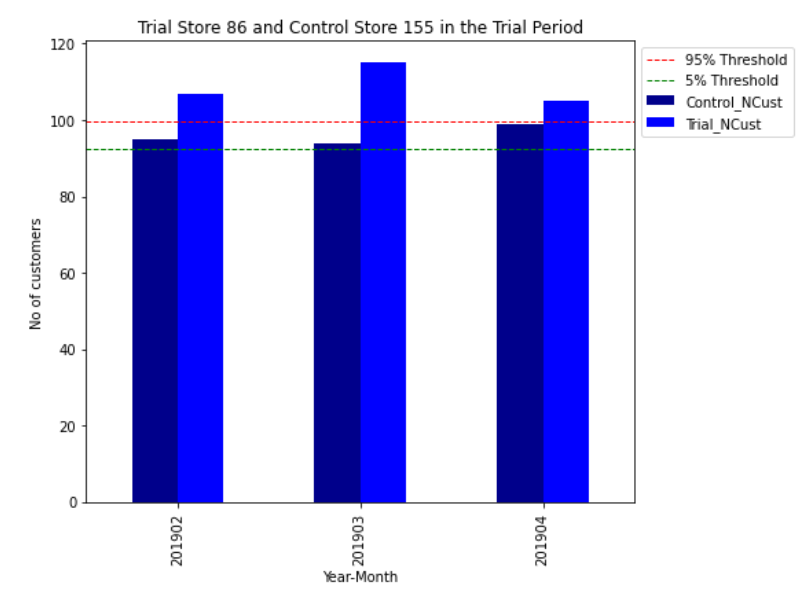 Trial Store 86 and Control Store 155 in the Trial Period
120
100
80
60
40
20
0
No of customers
201902
201903
201904
Year-Month
95% Threshold
5% Threshold
Control_NCust
Trial_NCust